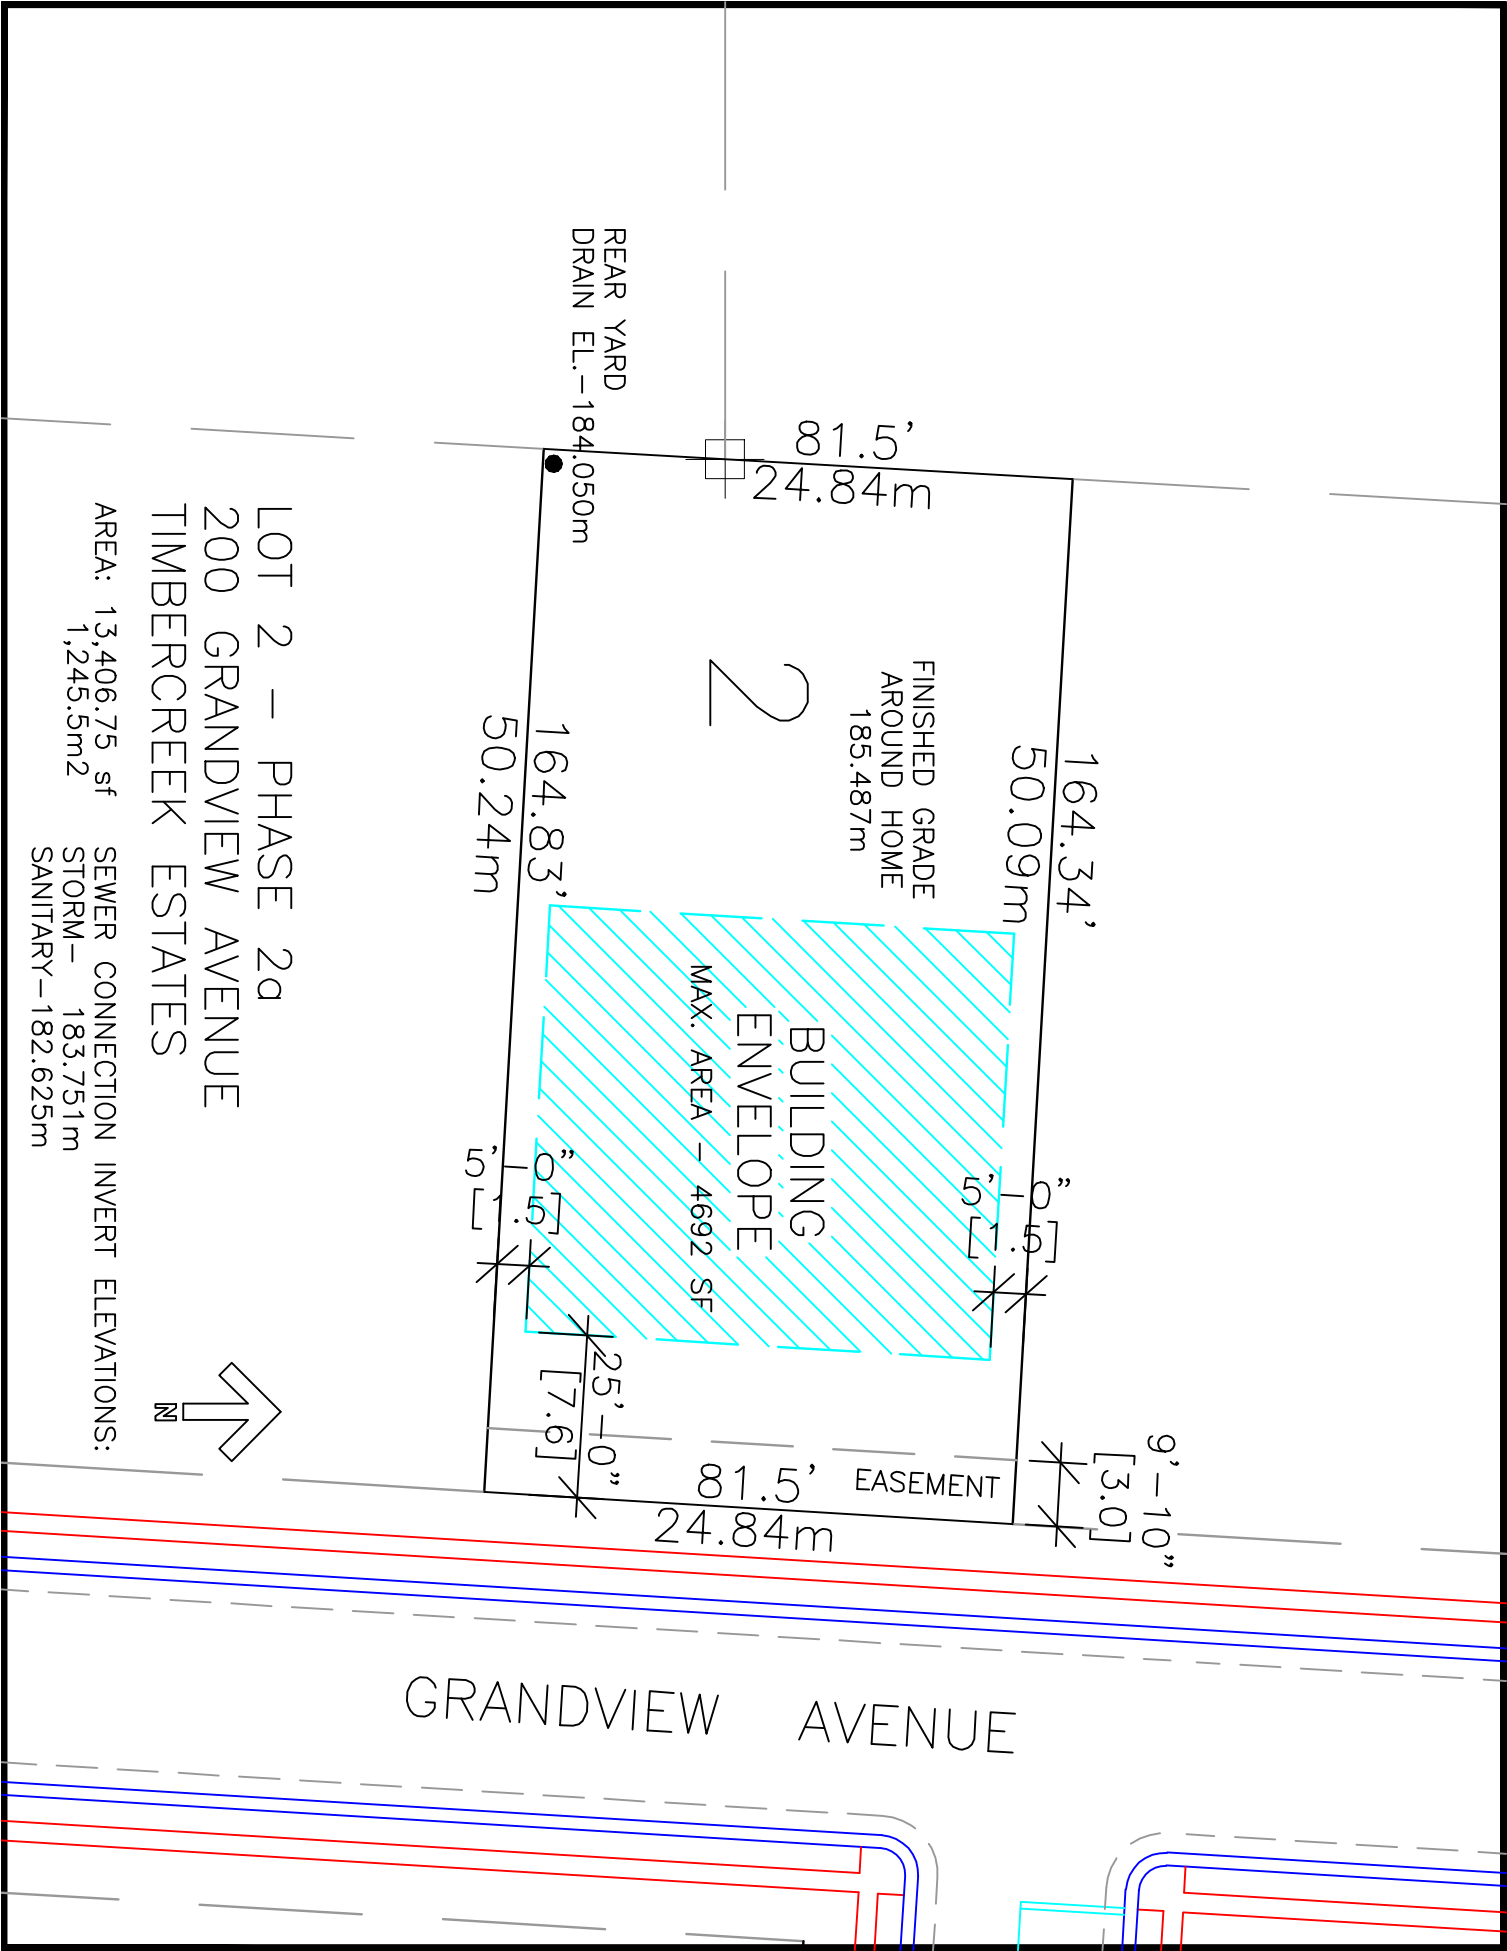 REAR YARD
DRAIN EL.-184.050m
81.5'
24.84m
2
FINISHED GRADE
AROUND HOME
185.487m
164.34'
50.09m
164.83'
50.24m
BUILDING
ENVELOPE
MAX. AREA - 4692 SF
5'-0"
[1.5]
5'-0"
[1.5]
25'-0"
[7.6]
9'-10"
[3.0]
EASEMENT
81.5'
24.84m
LOT 2 - PHASE 2a
200 GRANDVIEW AVENUE
TIMBERCREEK ESTATES
AREA: 13,406.75 sf
1,245.5m2
SEWER CONNECTION INVERT ELEVATIONS:
STORM- 183.751m
SANITARY-182.625m
N
GRANDVIEW AVENUE